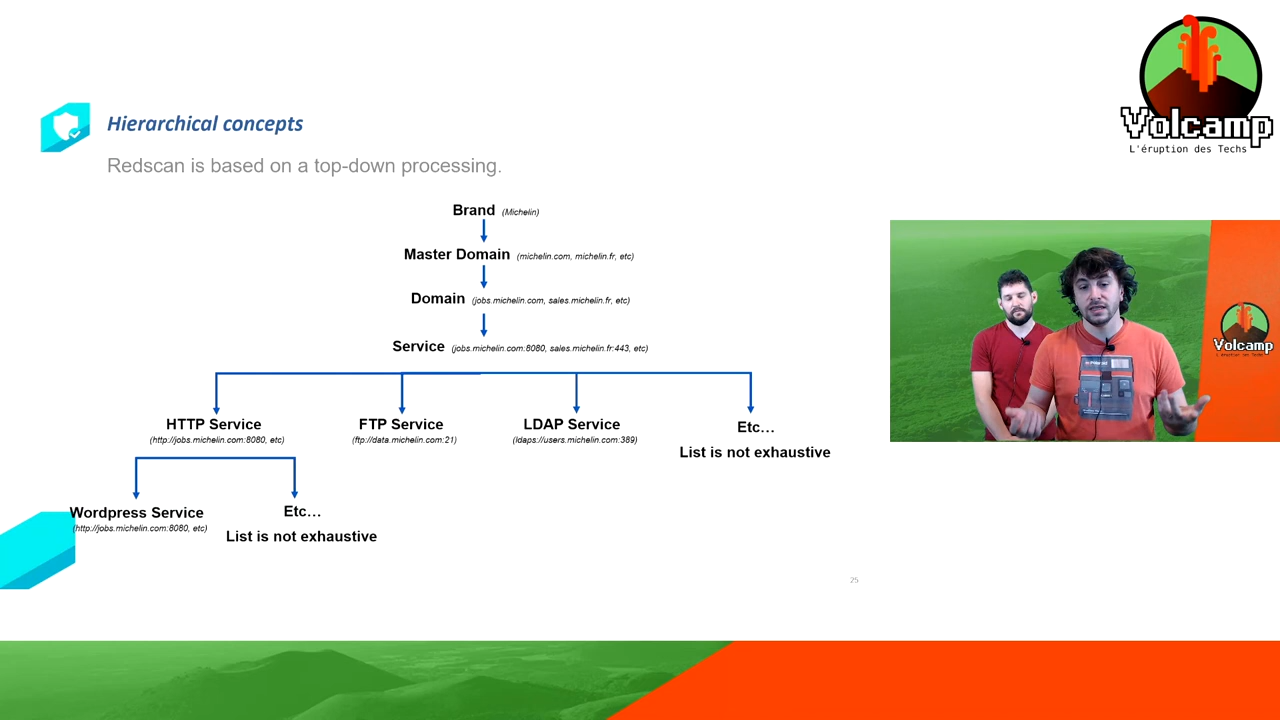 Volcamp
L'éruption des Techs
Hierarchical concepts
Redscan is based on a top-down processing.
Brand (Michelin)
Master Domain (michelin.com, michelin.fr, etc)
Domain (jobs.michelin.com, sales.michelin.fr, etc)
Service (jobs.michelin.com:8080, sales.michelin.fr:443, etc)
HTTP Service
(http://jobs.michelin.com:8080, etc)
FTP Service
(ftp://data.michelin.com:21)
LDAP Service
(ldaps://users.michelin.com:389)
Etc…
List is not exhaustive
Wordpress Service
(http://jobs.michelin.com:8080, etc)
Etc…
List is not exhaustive
25
Volcamp
L'éruption des Techs